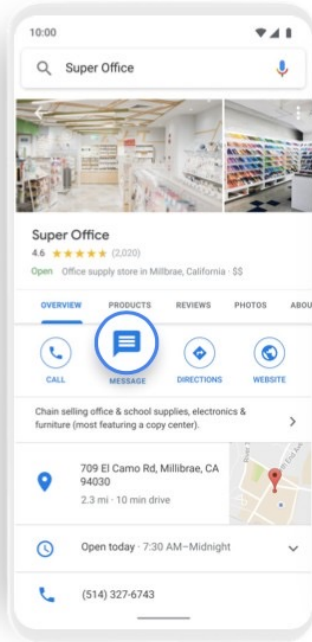 10:00
Super Office
Super Office
4.6 ★★★★★ (2,020)
Open Office supply store in Millbrae, California · $$
OVERVIEW PRODUCTS REVIEWS PHOTOS ABOU
CALL MESSAGE DIRECTIONS WEBSITE
Chain selling office & school supplies, electronics &
furniture (most featuring a copy center).
709 El Camo Rd, Millibrae, CA
94030
2.3 mi · 10 min drive
Open today · 7:30 AM–Midnight
(514) 327-6743